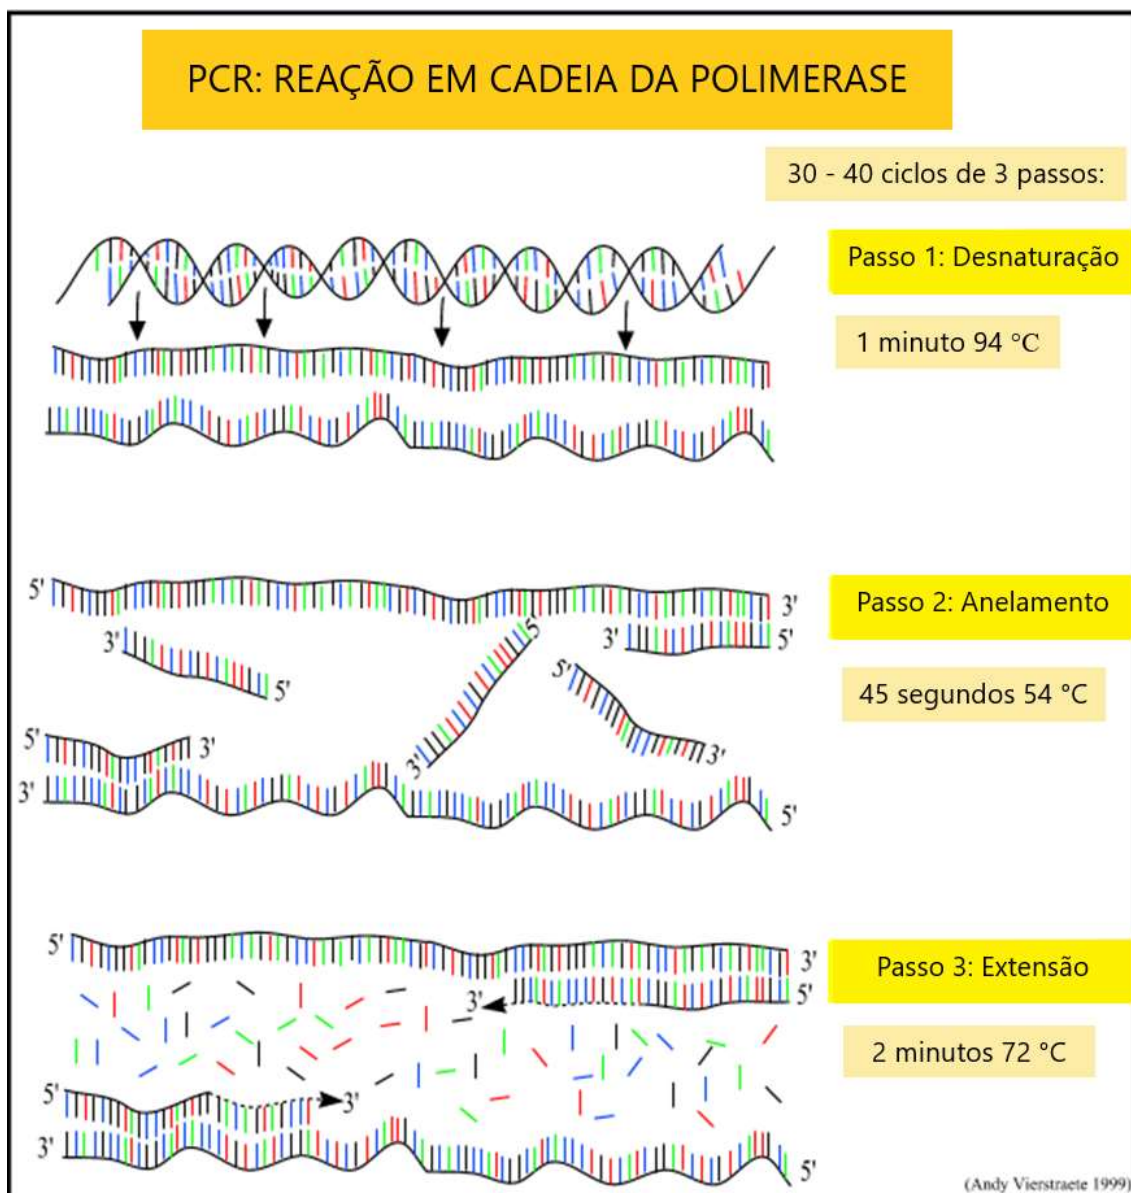 PCR: REAÇÃO EM CADEIA DA POLIMERASE
30 - 40 ciclos de 3 passos:
Passo 1: Desnaturação
1 minuto 94 °C
5'
3'
Passo 2: Anelamento
3'
5'
3'
5'
5'
3'
5'
45 segundos 54 °C
5'
3'
3'
3'
5'
5'
3'
Passo 3: Extensão
3'
5'
2 minutos 72 °C
5'
3'
3'
5'
(Andy Vierstraete 1999)